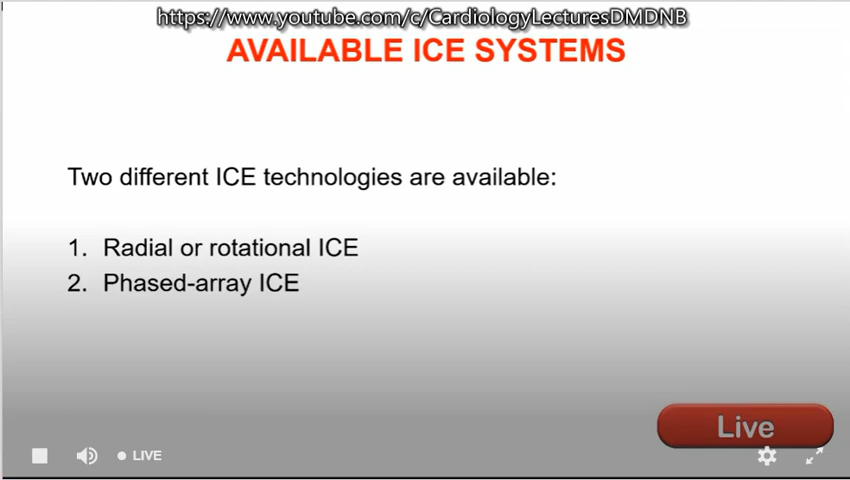 https://www.youtube.com/c/CardiologyLecturesDMDNB
AVAILABLE ICE SYSTEMS
Two different ICE technologies are available:
1. Radial or rotational ICE
2. Phased-array ICE
Live
LIVE